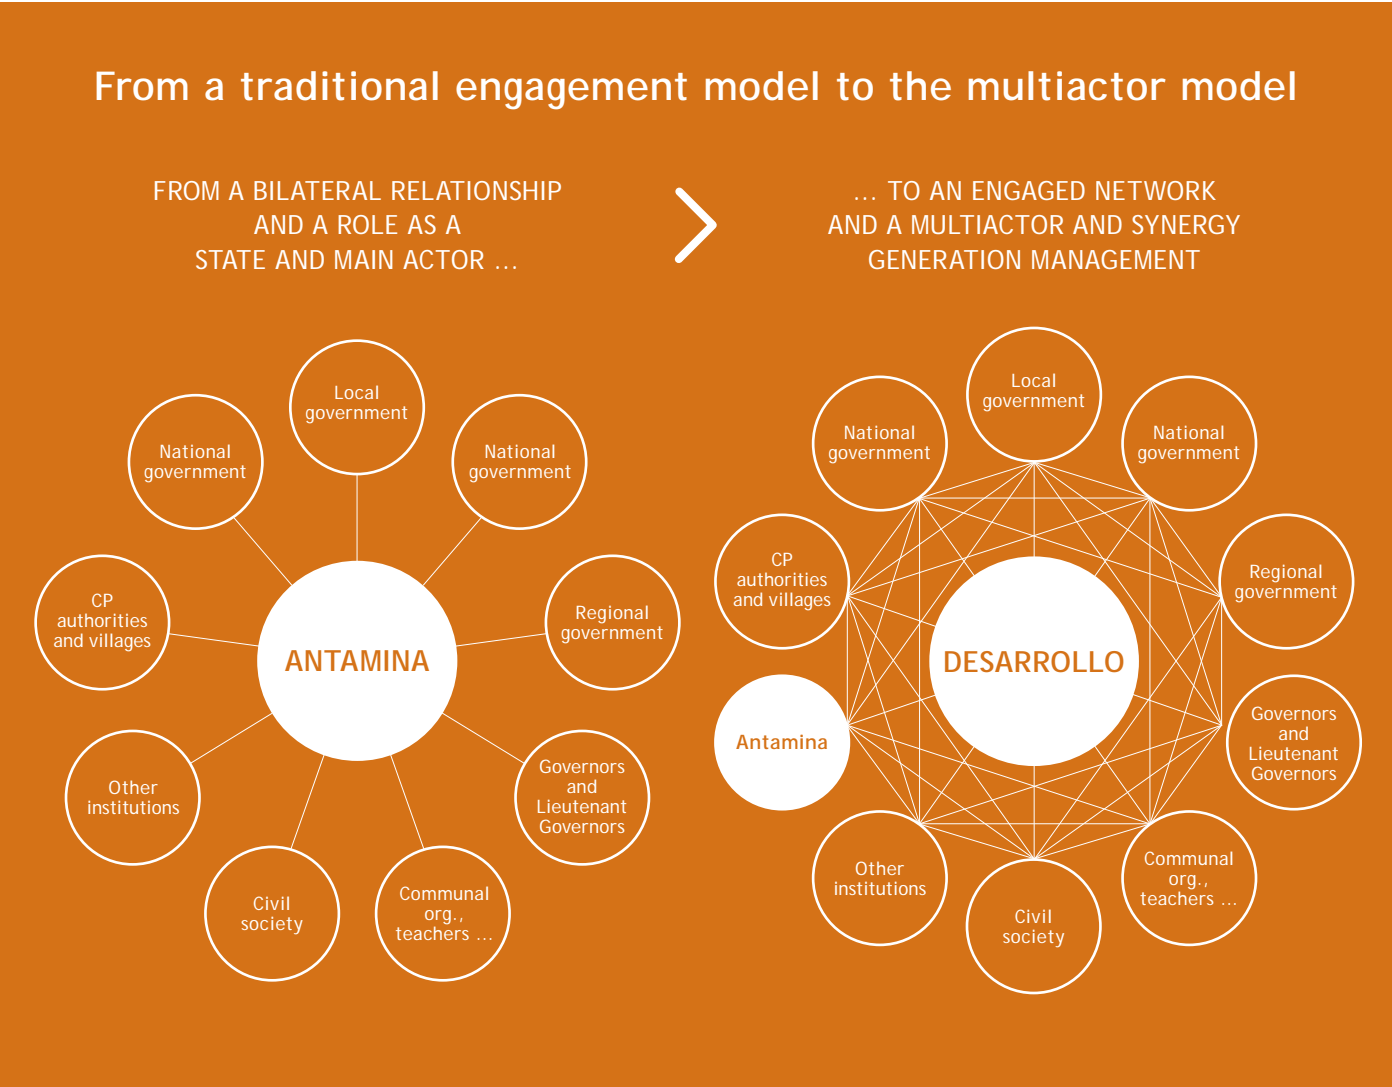 From a traditional engagement model to the multiactor model
FROM A BILATERAL RELATIONSHIP
AND A ROLE AS A
STATE AND MAIN ACTOR ...
... TO AN ENGAGED NETWORK
AND A MULTIACTOR AND SYNERGY
GENERATION MANAGEMENT
Local
government
National
government
National
government
CP
authorities
and villages
Regional
government
ANTAMINA
Other
institutions
Governors
and
Lieutenant
Governors
Civil
society
Communal
org.,
teachers ...
Local
government
National
government
National
government
CP
authorities
and villages
Regional
government
DESARROLLO
Antamina
Governors
and
Lieutenant
Governors
Other
institutions
Communal
org.,
teachers ...
Civil
society